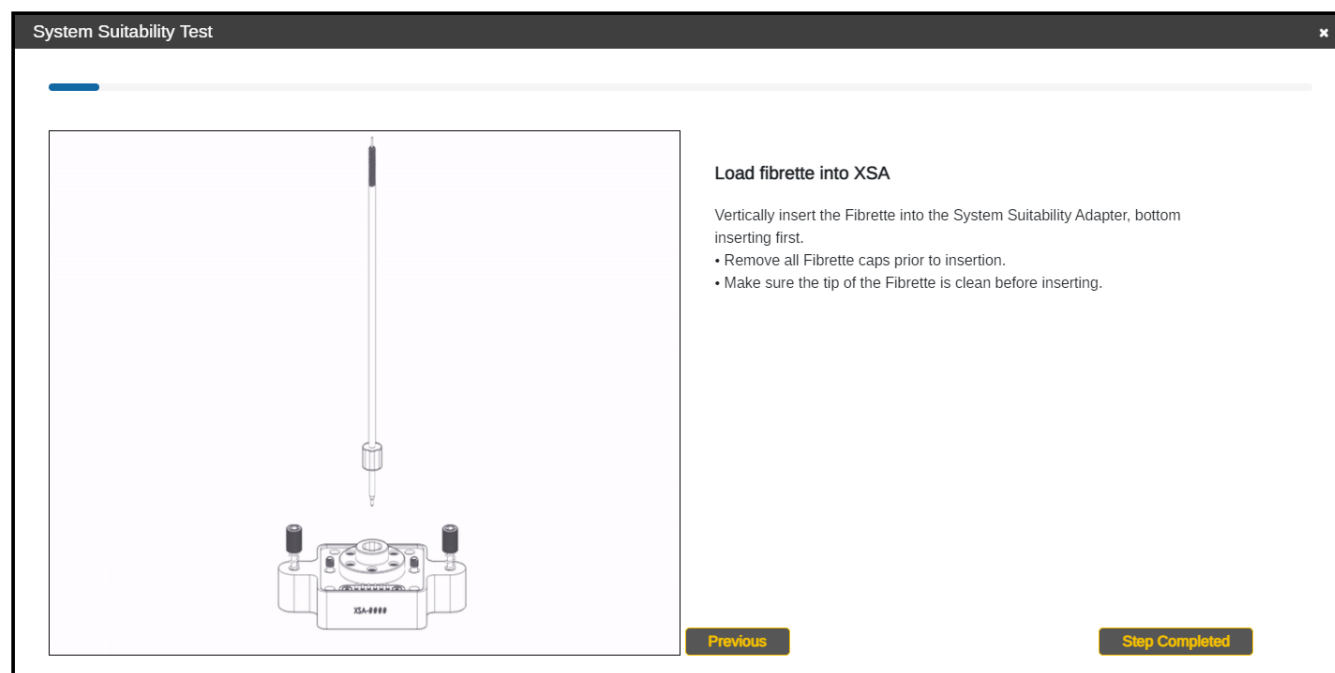 System Suitability Test
Load fibrette into XSA
Vertically insert the Fibrette into the System Suitability Adapter, bottom
inserting first.
• Remove all Fibrette caps prior to insertion.
• Make sure the tip of the Fibrette is clean before inserting.
XSA-0000
Previous
Step Completed